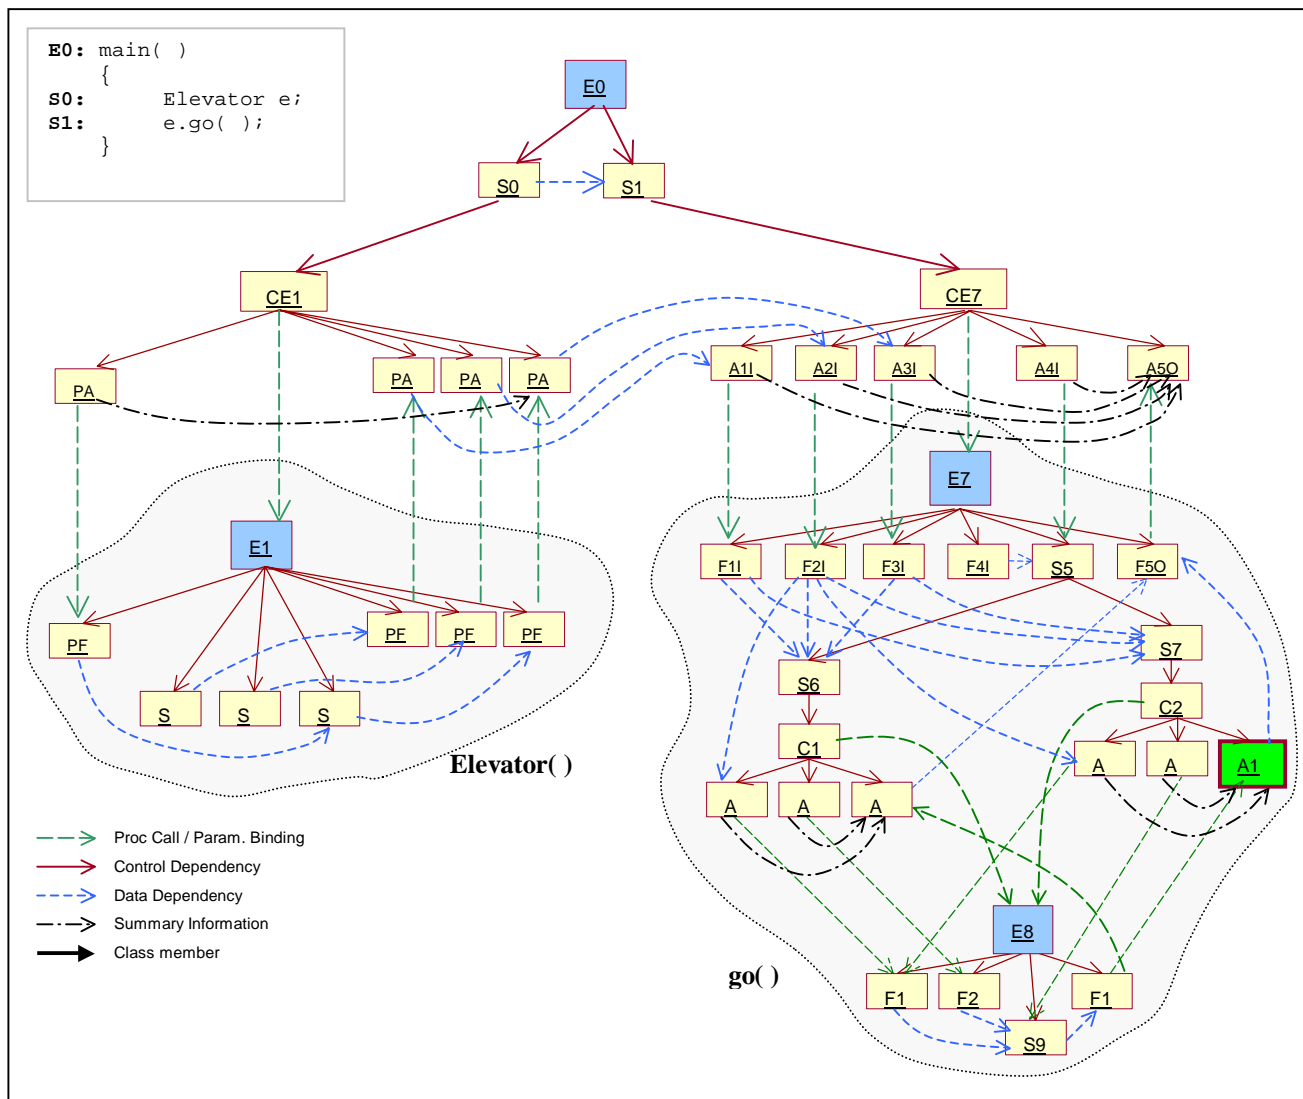 E0: main( )
{
S0: Elevator e;
S1: e.go( );
}
E0
S0 S1
CE1 CE7
PA PA PA PA A1I A2I A3I A4I A5O
E7
E1
F1I F2I F3I F4I S5 F5O
PF PF PF PF
S7
S6
S S S
C2
C1
Elevator( )
A A A1
A A A
Proc Call / Param. Binding
Control Dependency
Data Dependency
Summary Information
Class member
E8
go( )
F1 F2 F1
S9